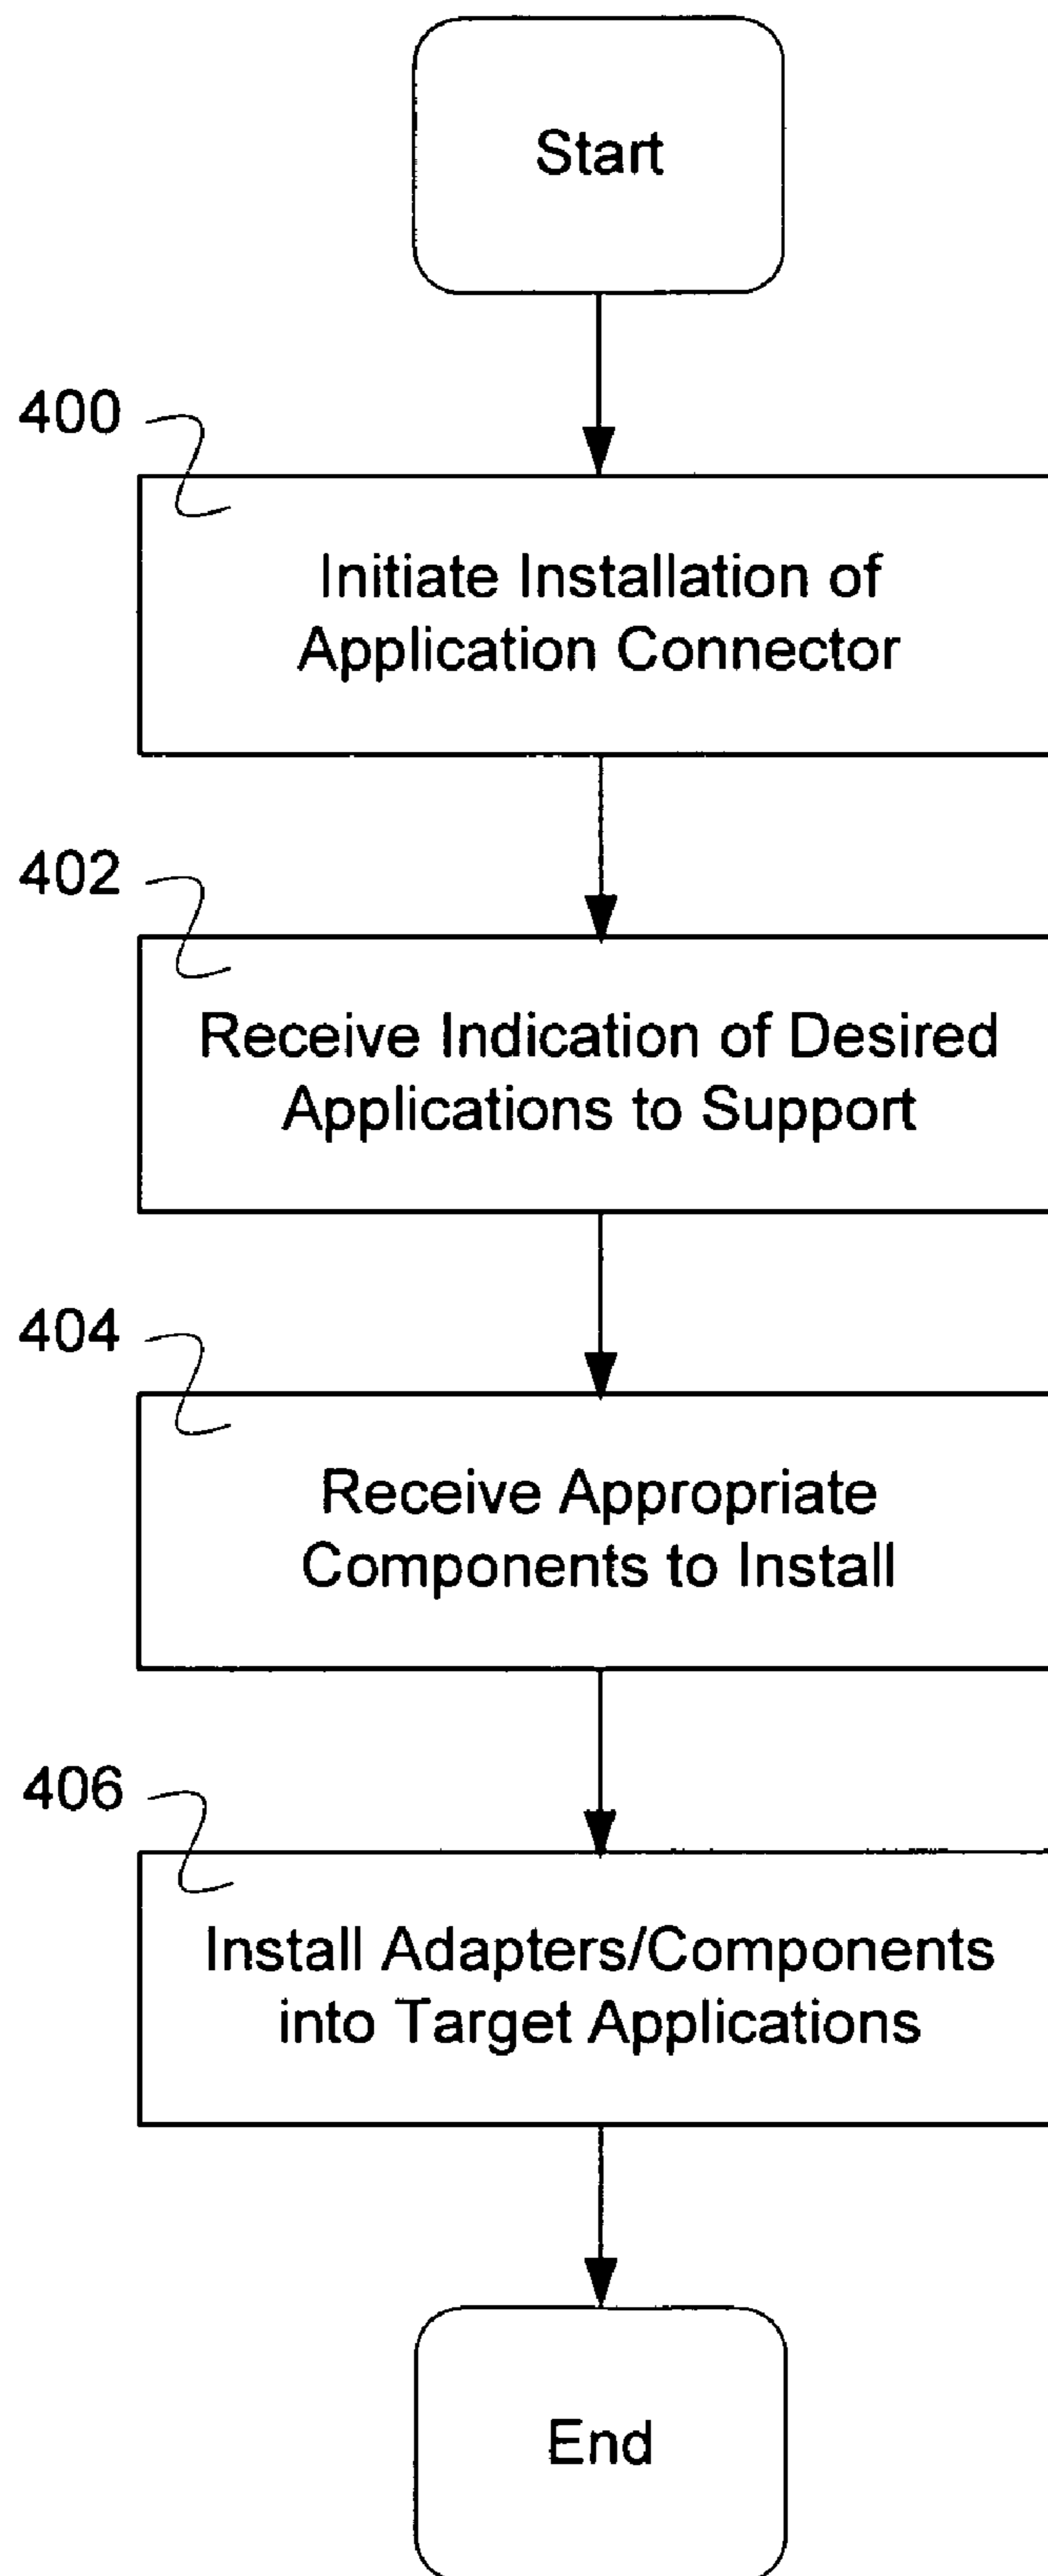 Start
400
Initiate Installation of
Application Connector
402
Receive Indication of Desired
Applications to Support
404
Receive Appropriate
Components to Install
406
Install Adapters/Components
into Target Applications
End